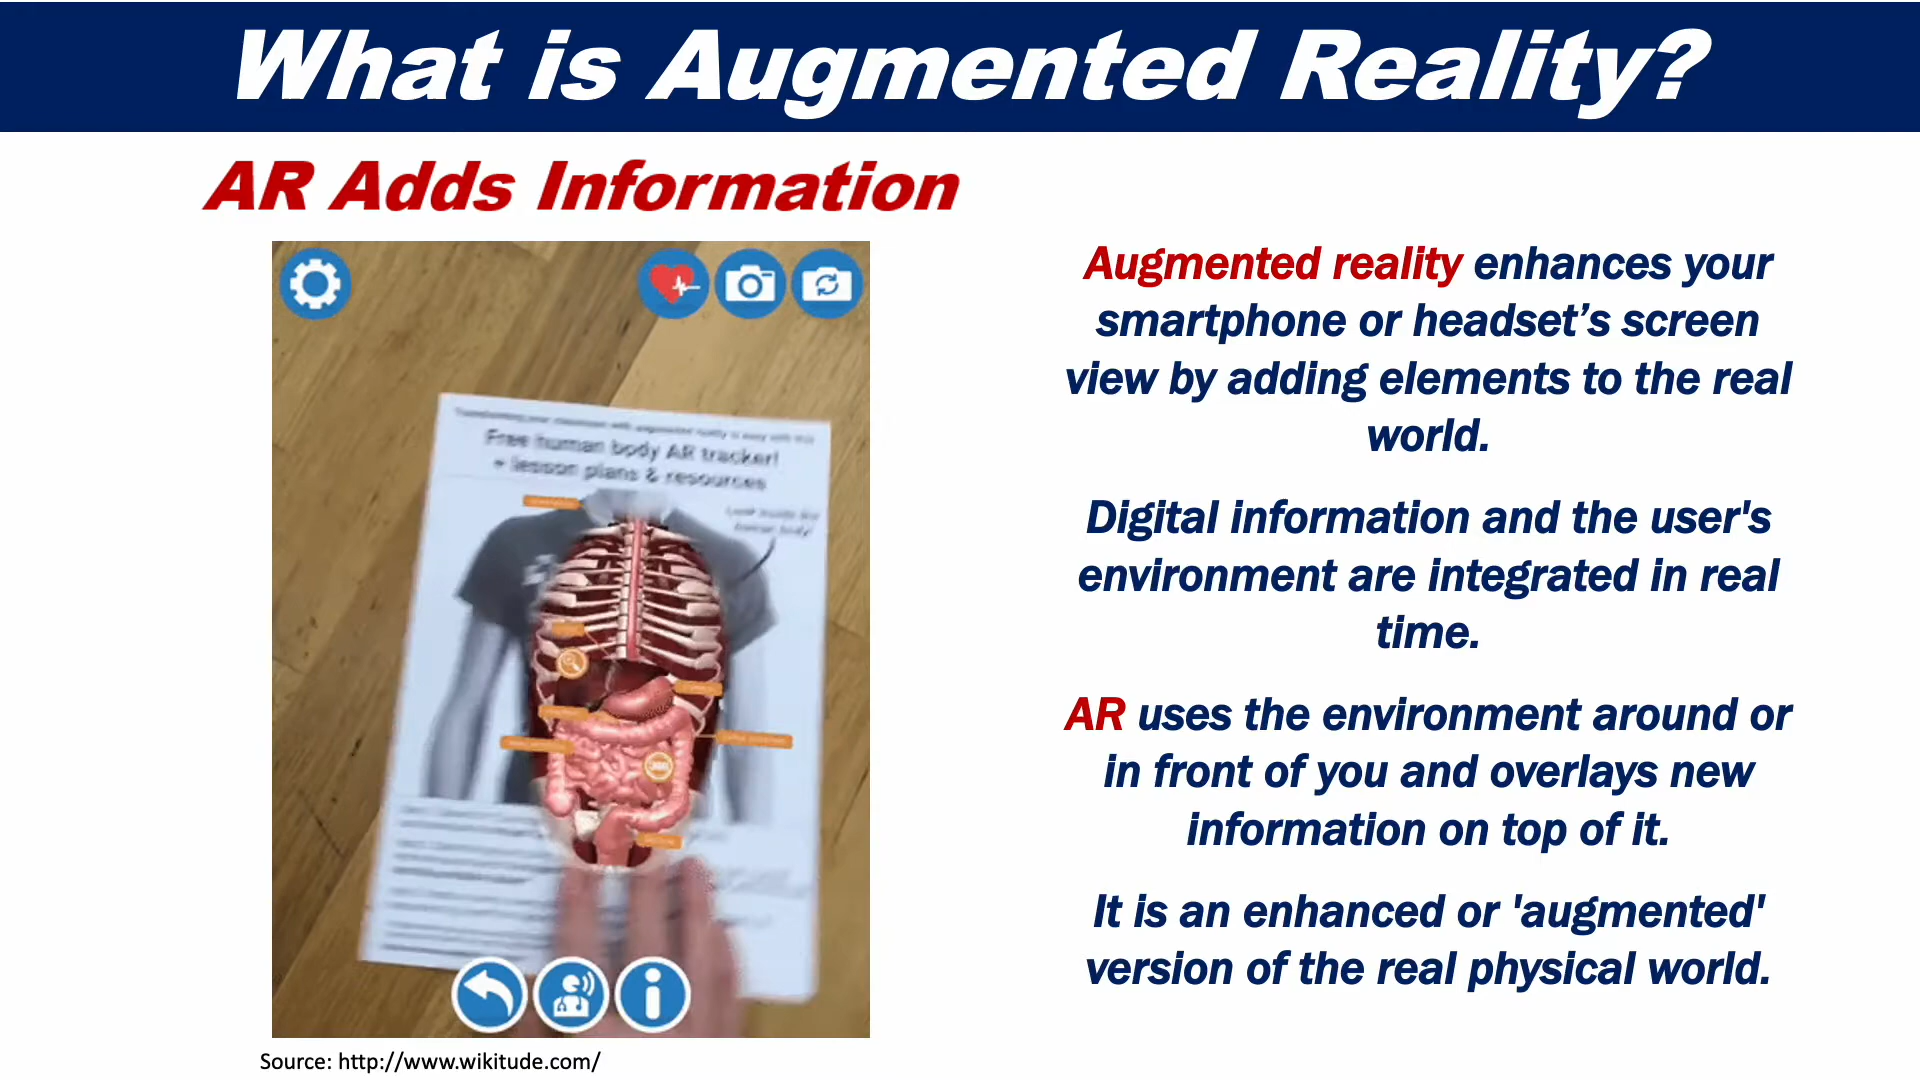 What is Augmented Reality?
AR Adds Information
Free human body AR tracker!
+ lesson plans & resources
Augmented reality enhances your
smartphone or headset’s screen
view by adding elements to the real
world.
Digital information and the user's
environment are integrated in real
time.
AR uses the environment around or
in front of you and overlays new
information on top of it.
It is an enhanced or 'augmented'
version of the real physical world.
Source: http://www.wikitude.com/